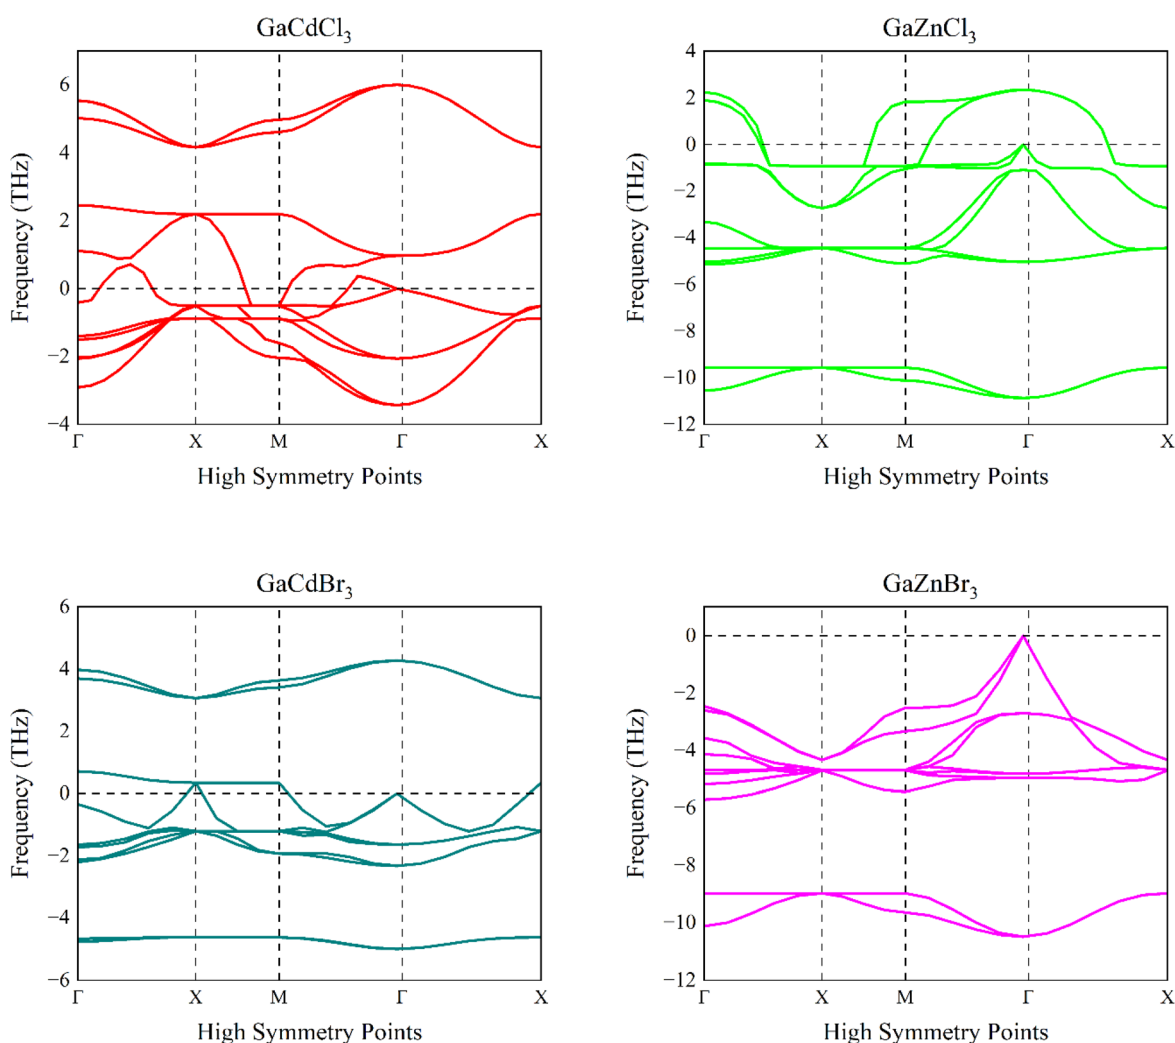 GaCdCl₃
6
4
2
0
−2
−4
Frequency (THz)
Γ X M Γ X
High Symmetry Points
GaZnCl₃
4
2
0
−2
−4
−6
−8
−10
−12
Frequency (THz)
Γ X M Γ X
High Symmetry Points
GaCdBr₃
6
4
2
0
−2
−4
−6
Frequency (THz)
Γ X M Γ X
High Symmetry Points
GaZnBr₃
0
−2
−4
−6
−8
−10
−12
Frequency (THz)
Γ X M Γ X
High Symmetry Points